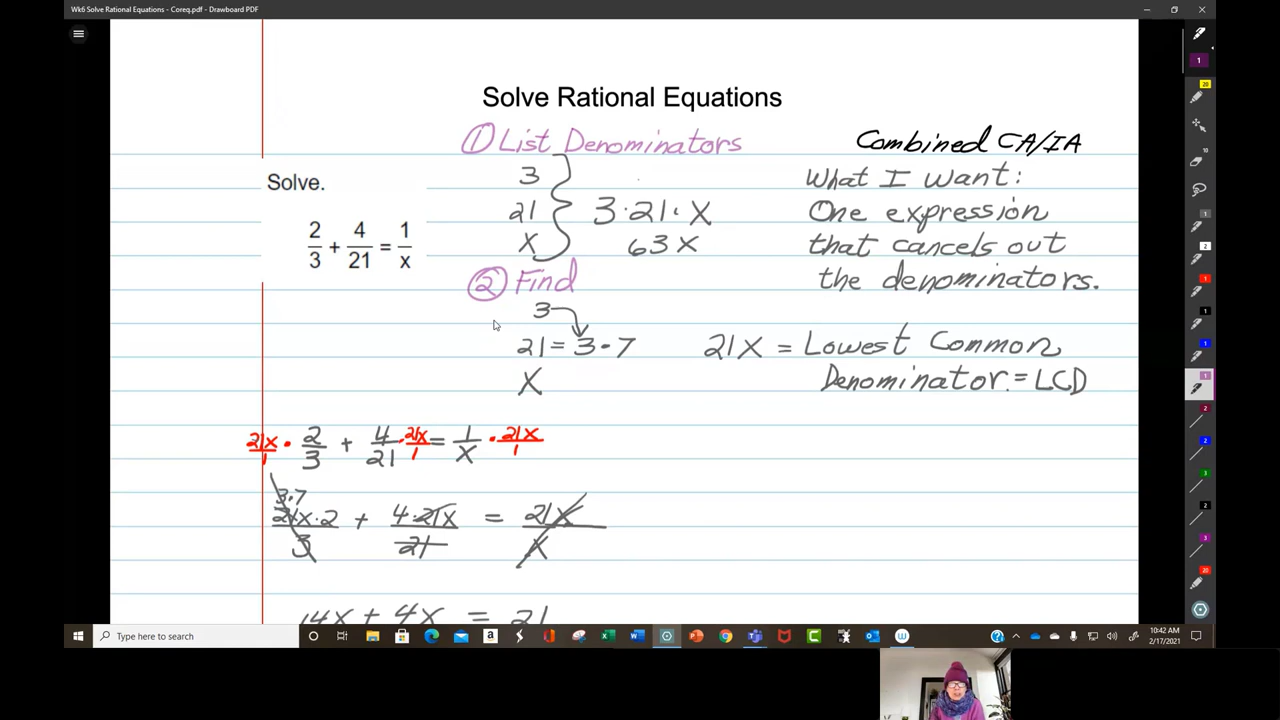 Wk6 Solve Rational Equations - Coreq.pdf - Drawboard PDF
Solve Rational Equations
① List Denominators
3
21
X
3·21·X
63X
Combined CA/IA
What I want:
One expression
that cancels out
the denominators.
Solve.
2/3 + 4/21 = 1/x
② Find
3
21 = 3·7
X
21X = Lowest Common
Denominator. = LCD
21X/1 · 2/3 + 4/21 · 21X/1 = 1/X · 21X/1
3·7
21X·2/3 + 4·21X/21 = 21X/X
14X + 4X = 21
Type here to search
10:42 AM
2/17/2021